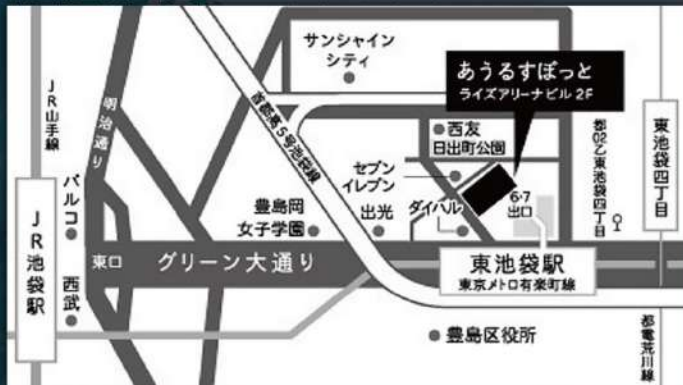 サンシャイン
シティ
あうるすぽっと
ライズアリーナビル 2F
JR山手線
明治通り
首都高5号池袋線
西友
日出町公園
都02乙東池袋四丁目
東池袋四丁目
セブン
イレブン
6・7
出口
パルコ
豊島岡
女子学園
出光
ダイハツ
JR池袋駅
東口
グリーン大通り
東池袋駅
東京メトロ有楽町線
西武
豊島区役所
都電荒川線